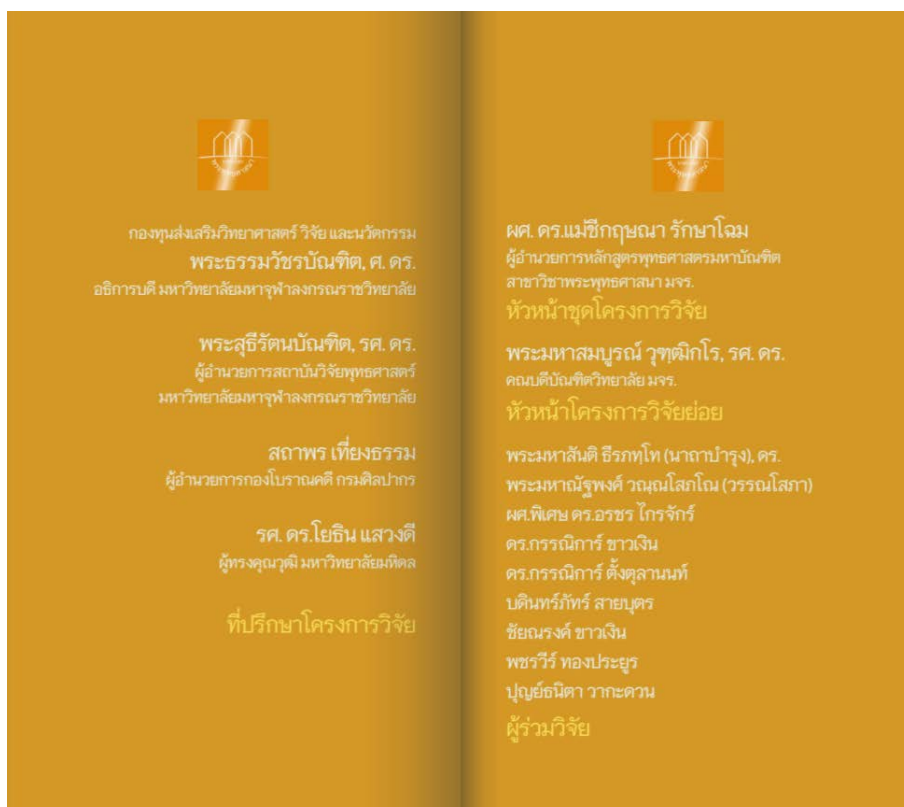 พระพุทธศาสนา
กองทุนส่งเสริมวิทยาศาสตร์ วิจัย และนวัตกรรม
พระธรรมวัชรบัณฑิต, ศ. ดร.
อธิการบดี มหาวิทยาลัยมหาจุฬาลงกรณราชวิทยาลัย
พระสุธีรัตนบัณฑิต, รศ. ดร.
ผู้อำนวยการสถาบันวิจัยพุทธศาสตร์
มหาวิทยาลัยมหาจุฬาลงกรณราชวิทยาลัย
สถาพร เที่ยงธรรม
ผู้อำนวยการกองโบราณคดี กรมศิลปากร
รศ. ดร.โยธิน แสวงดี
ผู้ทรงคุณวุฒิ มหาวิทยาลัยมหิดล
ที่ปรึกษาโครงการวิจัย
พระพุทธศาสนา
ผศ. ดร.แม่ชีกฤษณา รักษาโฉม
ผู้อำนวยการหลักสูตรพุทธศาสตรมหาบัณฑิต
สาขาวิชาพระพุทธศาสนา มจร.
หัวหน้าชุดโครงการวิจัย
พระมหาสมบูรณ์ วุฑฺฒิกโร, รศ. ดร.
คณบดีบัณฑิตวิทยาลัย มจร.
หัวหน้าโครงการวิจัยย่อย
พระมหาสันติ ธีรภทฺโท (นาถาบำรุง), ดร.
พระมหาณัฐพงศ์ วณฺณโสภโณ (วรรณโสภา)
ผศ.พิเศษ ดร.อรชร ไกรจักร์
ดร.กรรณิการ์ ขาวเงิน
ดร.กรรณิการ์ ตั้งตุลานนท์
บดินทร์ภัทร์ สายบุตร
ชัยณรงค์ ขาวเงิน
พชรวีร์ ทองประยูร
ปุญย์ธนิตา วากะดวน
ผู้ร่วมวิจัย